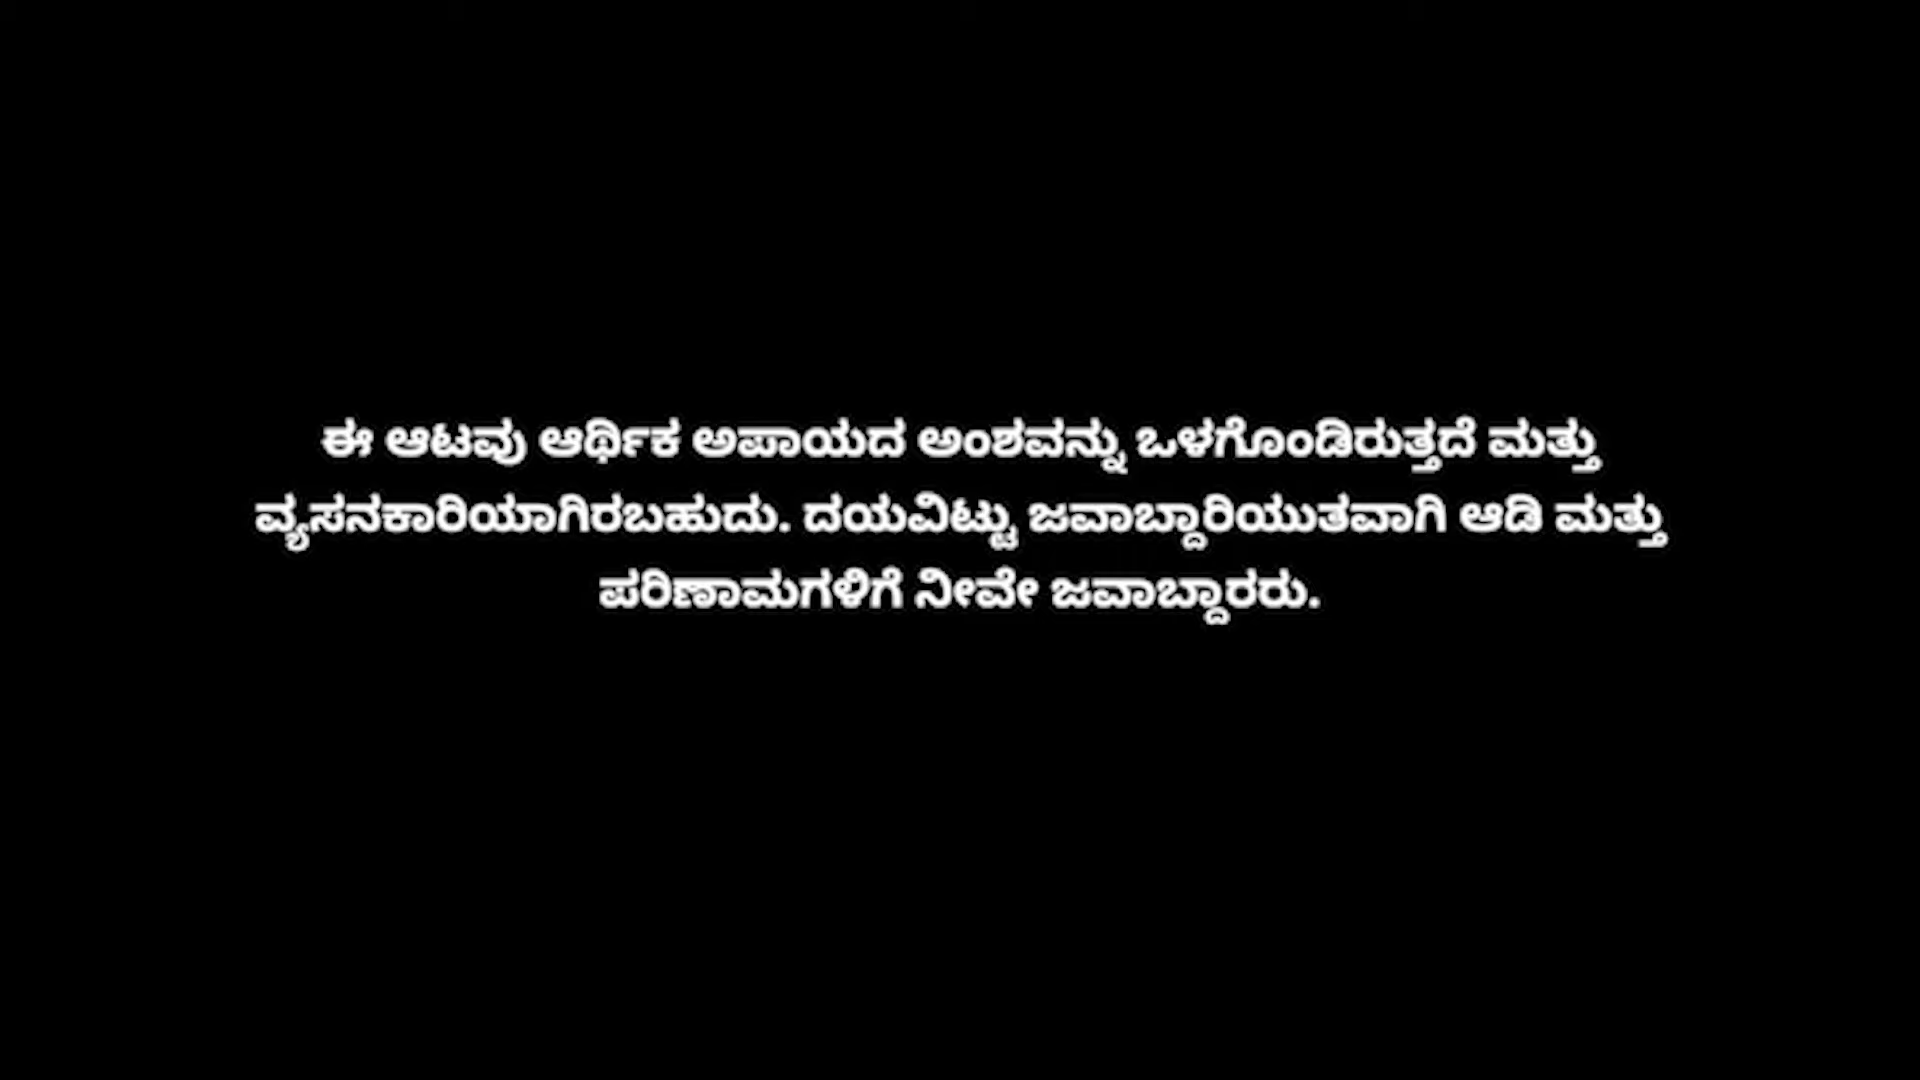 ಈ ಆಟವು ಆರ್ಥಿಕ ಅಪಾಯದ ಅಂಶವನ್ನು ಒಳಗೊಂಡಿರುತ್ತದೆ ಮತ್ತು
ವ್ಯಸನಕಾರಿಯಾಗಿರಬಹುದು. ದಯವಿಟ್ಟು ಜವಾಬ್ದಾರಿಯುತವಾಗಿ ಆಡಿ ಮತ್ತು
ಪರಿಣಾಮಗಳಿಗೆ ನೀವೇ ಜವಾಬ್ದಾರರು.